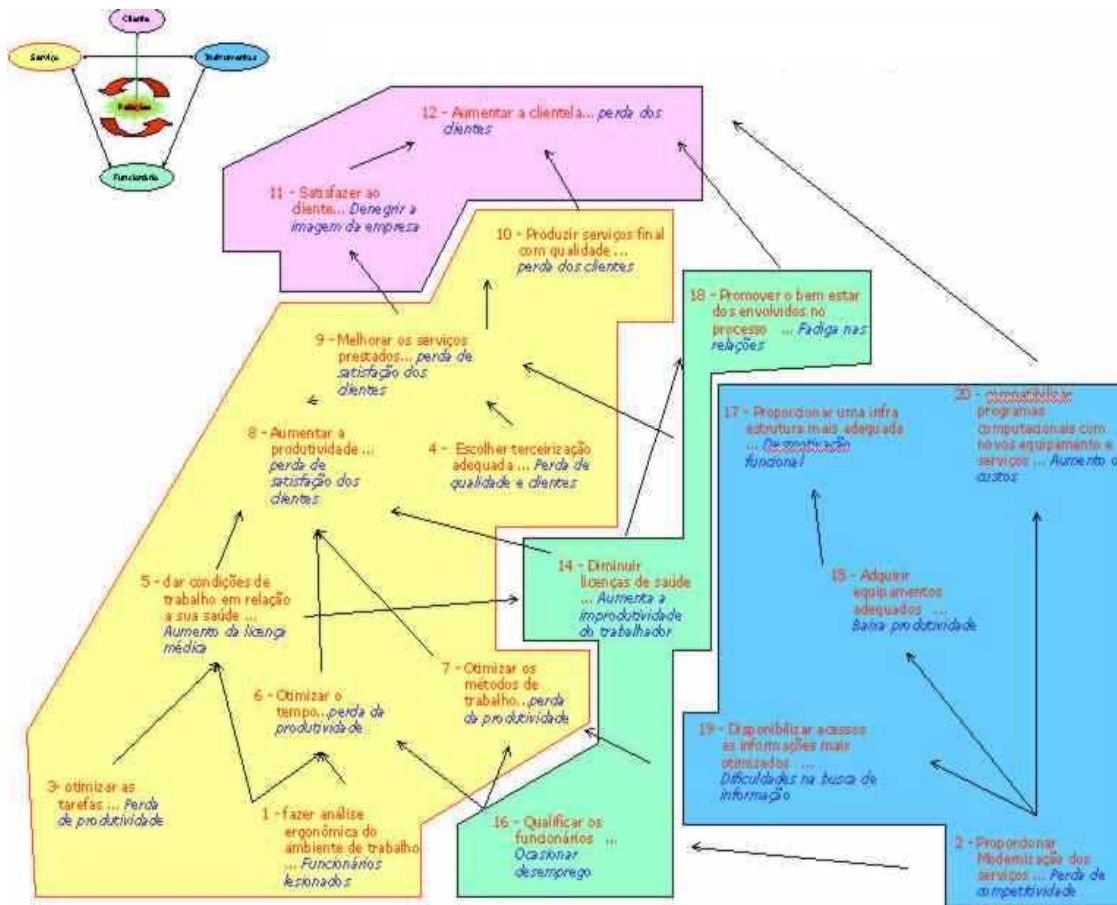 Cliente
Serviço
Instrumentos
Relações
Funcionário
12 - Aumentar a clientela... perda dos
clientes
11 - Satisfazer ao
cliente... Denegrir a
imagem da empresa
10 - Produzir serviços final
com qualidade ...
perda dos clientes
18 - Promover o bem estar
dos envolvidos no
processo ... Fadiga nas
relações
9 - Melhorar os serviços
prestados... perda de
satisfação dos
clientes
17 - Proporcionar uma infra
estrutura mais adequada
... Desmotivação
funcional
20 - compatibilizar
programas
computacionais com
novos equipamento e
serviços ... Aumento o
custos
8 - Aumentar a
produtividade ...
perda de
satisfação dos
clientes
4 - Escolher terceirização
adequada ... Perda de
qualidade e clientes
5 - dar condições de
trabalho em relação
a sua saúde ...
Aumento da licença
médica
14 - Diminuir
licenças de saúde
... Aumenta a
improdutividade
do trabalhador
15 - Adquirir
equipamentos
adequados ...
Baixa produtividade
6 - Otimizar o
tempo...perda da
produtividade
7 - Otimizar os
métodos de
trabalho...perda
da produtividade
19 - Disponibilizar acessos
as informações mais
otimizados ...
Dificuldades na busca de
informação
3- otimizar as
tarefas ... Perda
de produtividade
1 - fazer análise
ergonômica do
ambiente de trabalho
... Funcionários
lesionados
16 - Qualificar os
funcionários ...
Ocasionar
desemprego
2 - Proporcionar
Modernização dos
serviços ... Perda de
competitividade